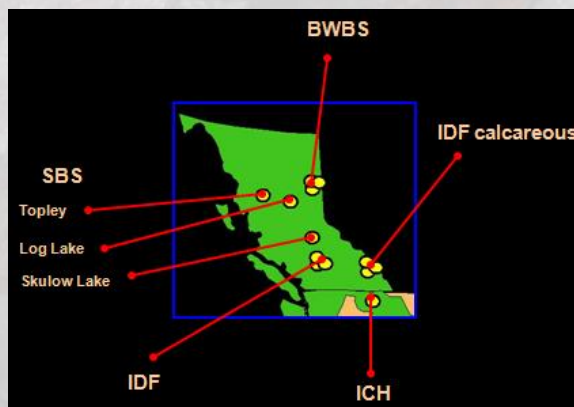 BWBS
IDF calcareous
SBS
Topley
Log Lake
Skulow Lake
IDF
ICH